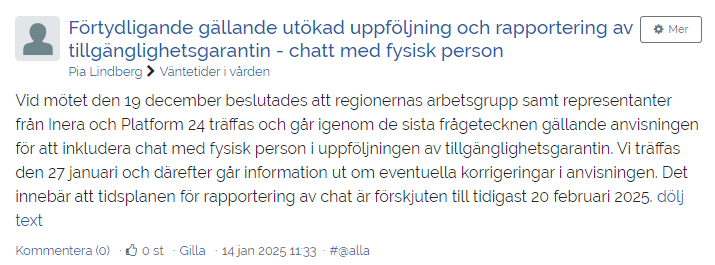 Förtydligande gällande utökad uppföljning och rapportering av
tillgänglighetsgarantin - chatt med fysisk person
Mer
Pia Lindberg > Väntetider i vården
Vid mötet den 19 december beslutades att regionernas arbetsgrupp samt representanter
från Inera och Platform 24 träffas och går igenom de sista frågetecknen gällande anvisningen
för att inkludera chat med fysisk person i uppföljningen av tillgänglighetsgarantin. Vi träffas
den 27 januari och därefter går information ut om eventuella korrigeringar i anvisningen. Det
innebär att tidsplanen för rapportering av chat är förskjuten till tidigast 20 februari 2025. dölj
text
Kommentera (0) · 0 st · Gilla · 14 jan 2025 11:33 · #@alla